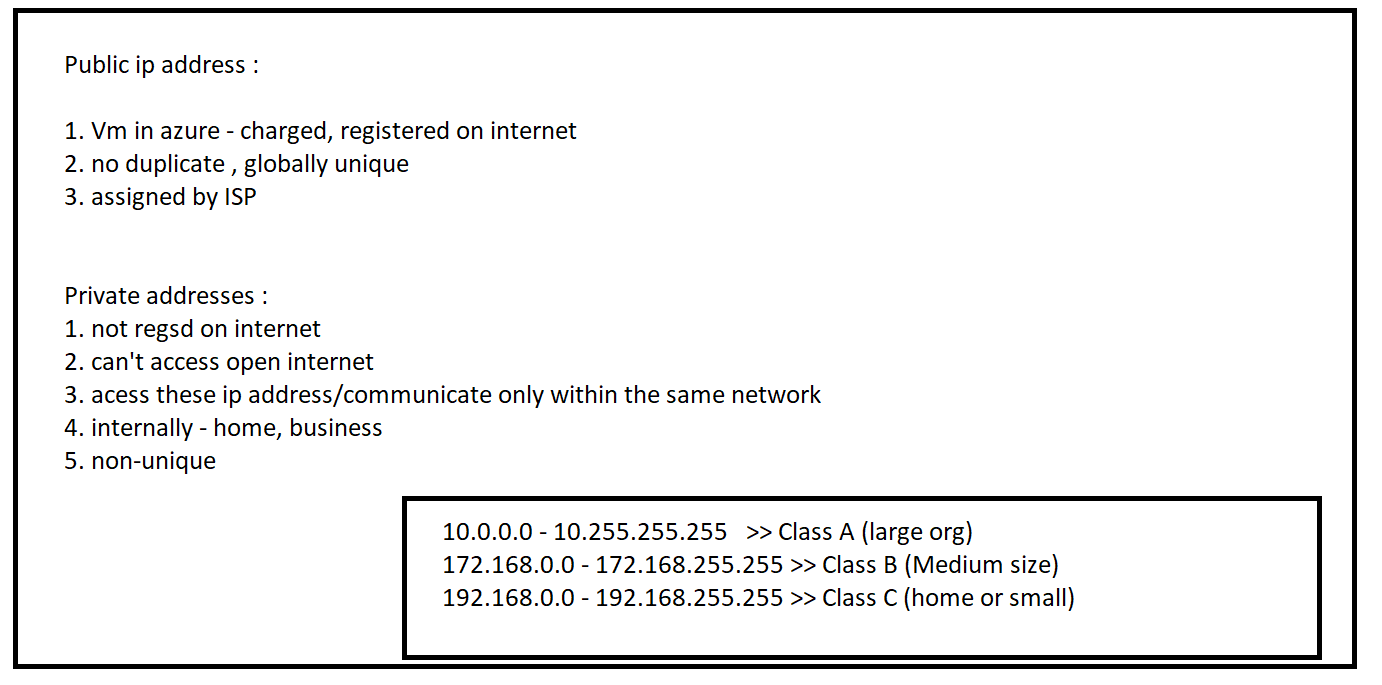 Public ip address :
1. Vm in azure - charged, registered on internet
2. no duplicate , globally unique
3. assigned by ISP
Private addresses :
1. not regsd on internet
2. can't access open internet
3. acess these ip address/communicate only within the same network
4. internally - home, business
5. non-unique
10.0.0.0 - 10.255.255.255   >> Class A (large org)
172.168.0.0 - 172.168.255.255 >> Class B (Medium size)
192.168.0.0 - 192.168.255.255 >> Class C (home or small)